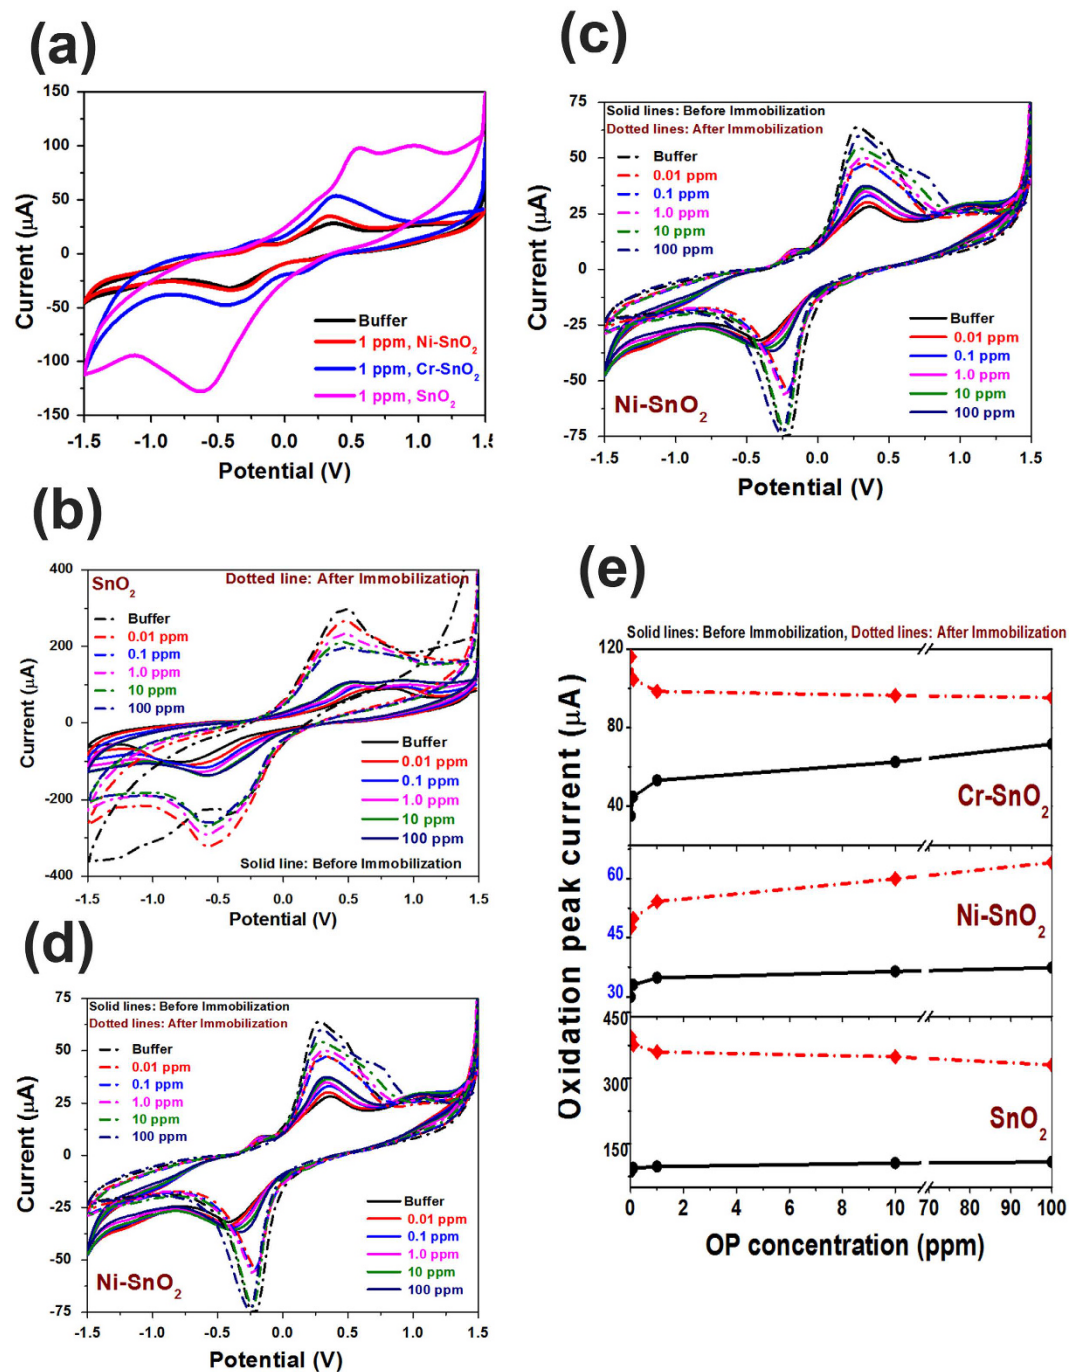 (a)
150
100
50
0
-50
-100
-150
Current (μA)
Buffer
1 ppm, Ni-SnO2
1 ppm, Cr-SnO2
1 ppm, SnO2
-1.5 -1.0 -0.5 0.0 0.5 1.0 1.5
Potential (V)
(b)
400
200
0
-200
-400
Current (μA)
SnO2
Dotted line: After Immobilization
Buffer
0.01 ppm
0.1 ppm
1.0 ppm
10 ppm
100 ppm
Buffer
0.01 ppm
0.1 ppm
1.0 ppm
10 ppm
100 ppm
Solid line: Before Immobilization
-1.5 -1.0 -0.5 0.0 0.5 1.0 1.5
Potential (V)
(c)
75
50
25
0
-25
-50
-75
Current (μA)
Solid lines: Before Immobilization
Dotted lines: After Immobilization
Buffer
0.01 ppm
0.1 ppm
1.0 ppm
10 ppm
100 ppm
Buffer
0.01 ppm
0.1 ppm
1.0 ppm
10 ppm
100 ppm
Ni-SnO2
-1.5 -1.0 -0.5 0.0 0.5 1.0 1.5
Potential (V)
(d)
75
50
25
0
-25
-50
-75
Current (μA)
Solid lines: Before Immobilization
Dotted lines: After Immobilization
Buffer
0.01 ppm
0.1 ppm
1.0 ppm
10 ppm
100 ppm
Buffer
0.01 ppm
0.1 ppm
1.0 ppm
10 ppm
100 ppm
Ni-SnO2
-1.5 -1.0 -0.5 0.0 0.5 1.0 1.5
Potential (V)
(e)
Solid lines: Before Immobilization, Dotted lines: After Immobilization
120
80
40
Cr-SnO2
60
45
30
Ni-SnO2
450
300
150
SnO2
Oxidation peak current (μA)
0 2 4 6 8 10 70 80 90 100
OP concentration (ppm)